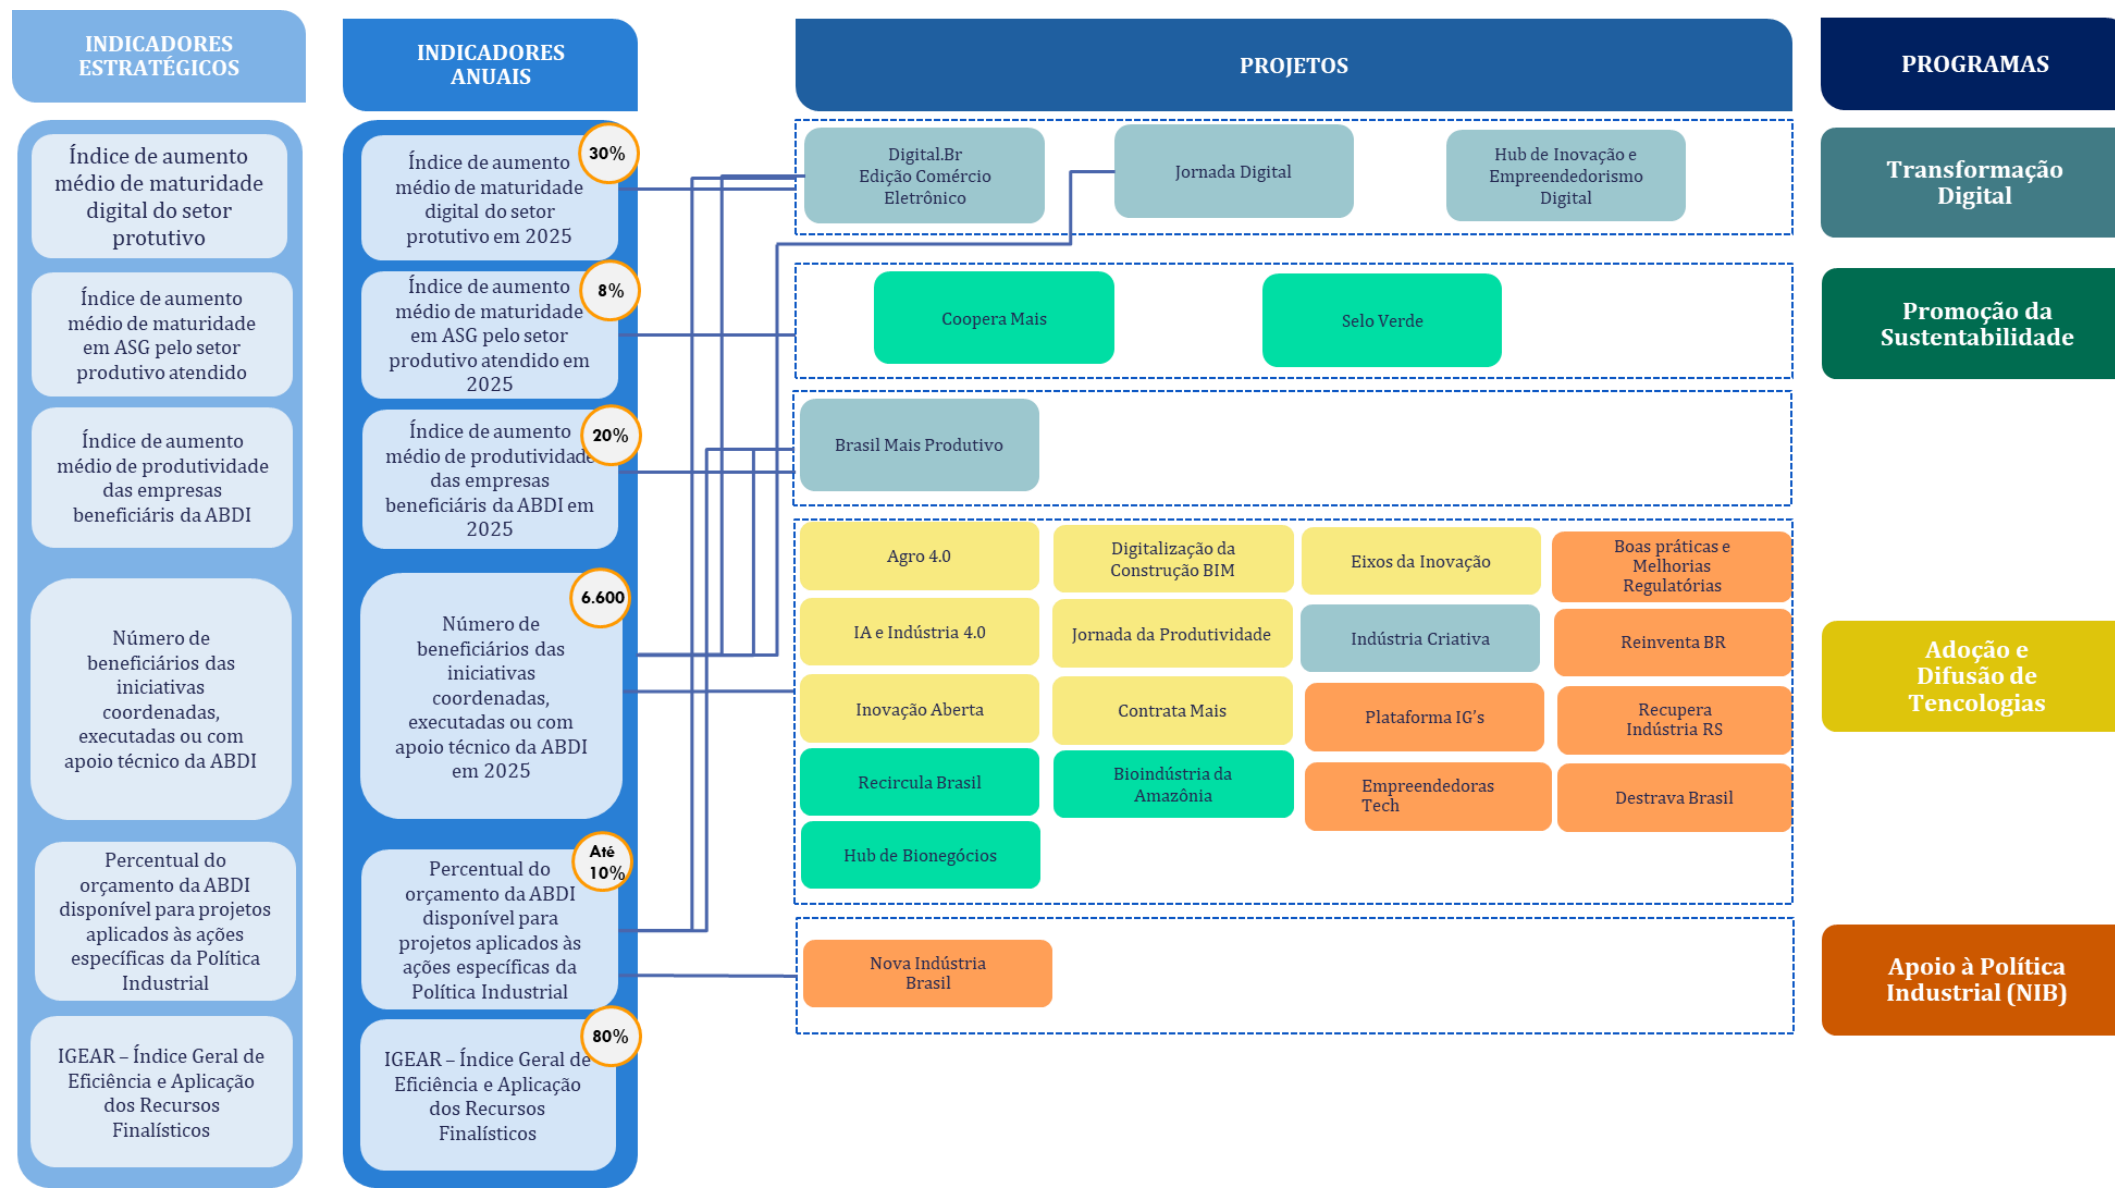 INDICADORES
ESTRATÉGICOS
Índice de aumento
médio de maturidade
digital do setor
protutivo
Índice de aumento
médio de maturidade
em ASG pelo setor
produtivo atendido
Índice de aumento
médio de produtividade
das empresas
beneficiáris da ABDI
Número de
beneficiários das
iniciativas
coordenadas,
executadas ou com
apoio técnico da ABDI
Percentual do
orçamento da ABDI
disponível para projetos
aplicados às ações
específicas da Política
Industrial
IGEAR – Índice Geral de
Eficiência e Aplicação
dos Recursos
Finalísticos
INDICADORES
ANUAIS
30%
Índice de aumento
médio de maturidade
digital do setor
protutivo em 2025
8%
Índice de aumento
médio de maturidade
em ASG pelo setor
produtivo atendido em
2025
20%
Índice de aumento
médio de produtividade
das empresas
beneficiáris da ABDI em
2025
6.600
Número de
beneficiários das
iniciativas
coordenadas,
executadas ou com
apoio técnico da ABDI
em 2025
Até
10%
Percentual do
orçamento da ABDI
disponível para
projetos aplicados às
ações específicas da
Política Industrial
80%
IGEAR – Índice Geral de
Eficiência e Aplicação
dos Recursos
Finalísticos
PROJETOS
Digital.Br
Edição Comércio
Eletrônico
Jornada Digital
Hub de Inovação e
Empreendedorismo
Digital
Coopera Mais
Selo Verde
Brasil Mais Produtivo
Agro 4.0
Digitalização da
Construção BIM
Eixos da Inovação
Boas práticas e
Melhorias
Regulatórias
IA e Indústria 4.0
Jornada da Produtividade
Indústria Criativa
Reinventa BR
Inovação Aberta
Contrata Mais
Plataforma IG's
Recupera
Indústria RS
Recircula Brasil
Bioindústria da
Amazônia
Empreendedoras
Tech
Destrava Brasil
Hub de Bionegócios
Nova Indústria
Brasil
PROGRAMAS
Transformação
Digital
Promoção da
Sustentabilidade
Adoção e
Difusão de
Tencologias
Apoio à Política
Industrial (NIB)